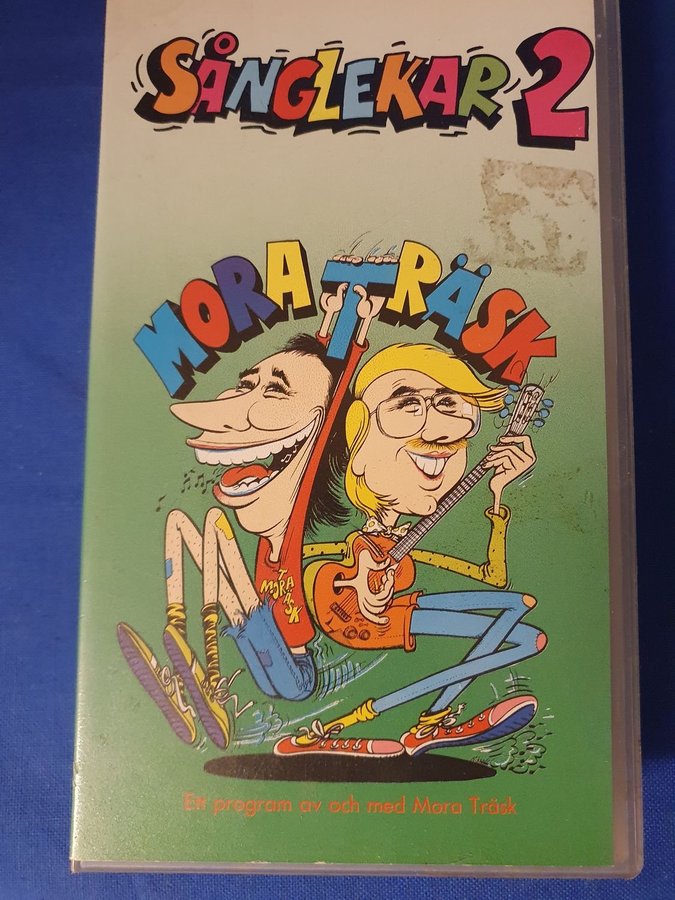 SÅNGLEKAR 2
MORA TRÄSK
MORA
TRÄSK
Ett program av och med Mora Träsk